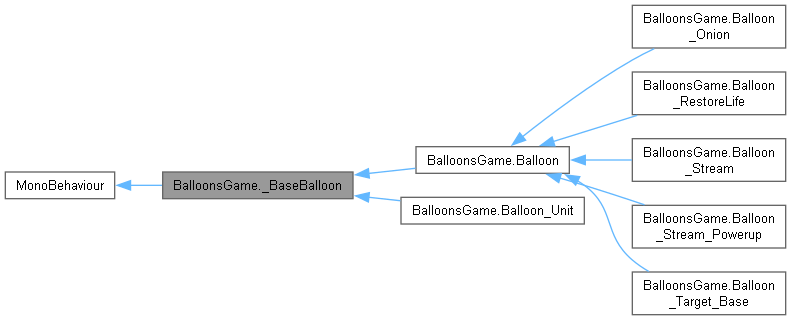 MonoBehaviour
BalloonsGame._BaseBalloon
BalloonsGame.Balloon
BalloonsGame.Balloon_Unit
BalloonsGame.Balloon
_Onion
BalloonsGame.Balloon
_RestoreLife
BalloonsGame.Balloon
_Stream
BalloonsGame.Balloon
_Stream_Powerup
BalloonsGame.Balloon
_Target_Base